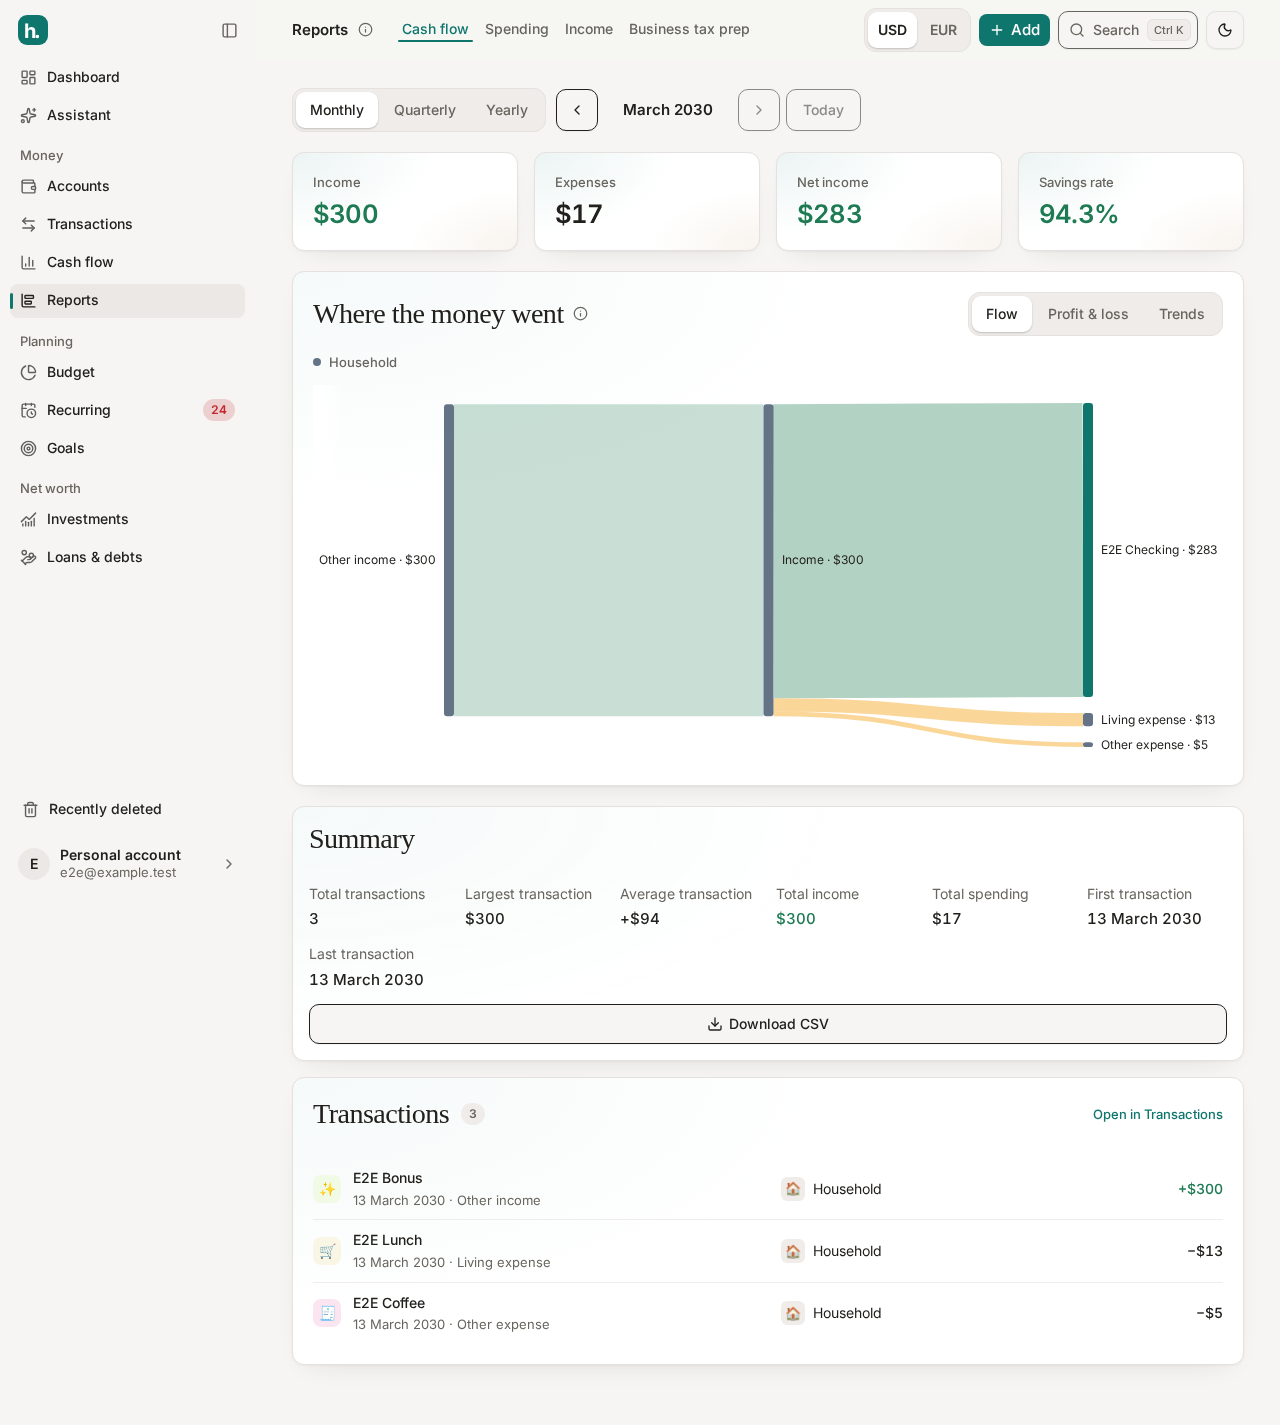 h.
Reports
Cash flow
Spending
Income
Business tax prep
USD
EUR
Add
Search
Ctrl K
Dashboard
Assistant
Money
Accounts
Transactions
Cash flow
Reports
Planning
Budget
Recurring
24
Goals
Net worth
Investments
Loans & debts
Recently deleted
E
Personal account
e2e@example.test
Monthly
Quarterly
Yearly
March 2030
Today
Income
$300
Expenses
$17
Net income
$283
Savings rate
94.3%
Where the money went
Flow
Profit & loss
Trends
Household
Other income · $300
Income · $300
E2E Checking · $283
Living expense · $13
Other expense · $5
Summary
Total transactions
3
Largest transaction
$300
Average transaction
+$94
Total income
$300
Total spending
$17
First transaction
13 March 2030
Last transaction
13 March 2030
Download CSV
Transactions
3
Open in Transactions
E2E Bonus
13 March 2030 · Other income
Household
+$300
E2E Lunch
13 March 2030 · Living expense
Household
−$13
E2E Coffee
13 March 2030 · Other expense
Household
−$5